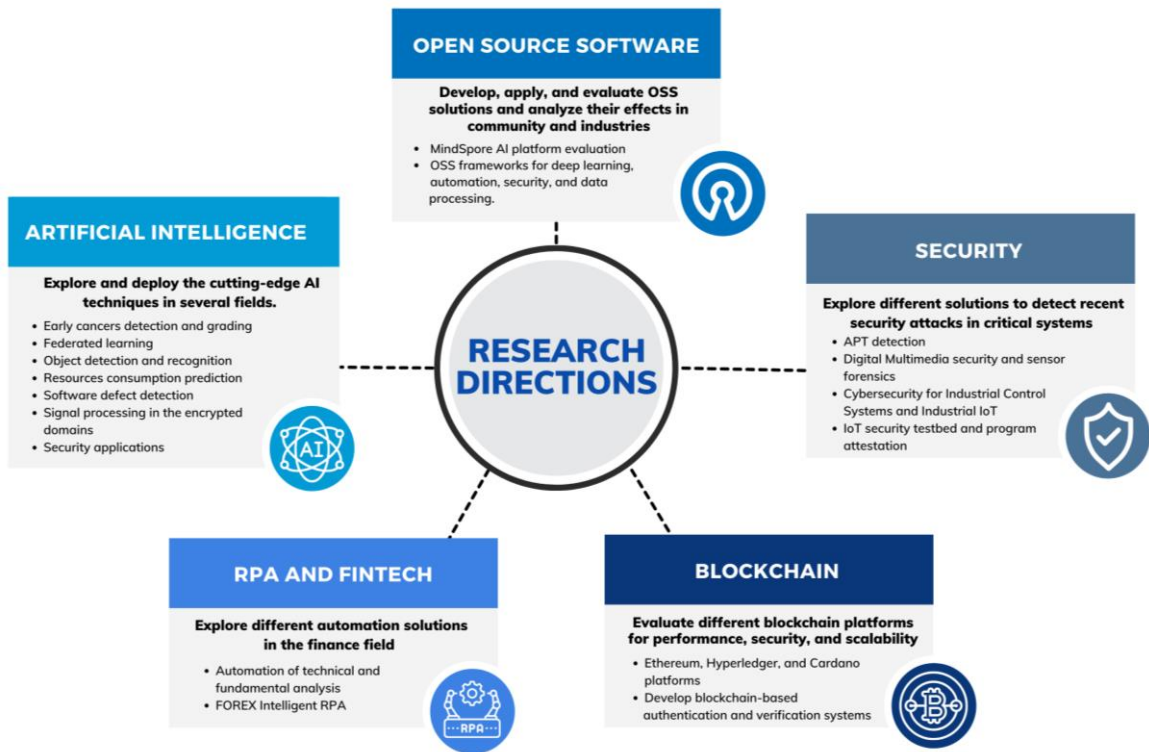 OPEN SOURCE SOFTWARE
Develop, apply, and evaluate OSS
solutions and analyze their effects in
community and industries
• MindSpore AI platform evaluation
• OSS frameworks for deep learning,
automation, security, and data
processing.
ARTIFICIAL INTELLIGENCE
Explore and deploy the cutting-edge AI
techniques in several fields.
• Early cancers detection and grading
• Federated learning
• Object detection and recognition
• Resources consumption prediction
• Software defect detection
• Signal processing in the encrypted
domains
• Security applications
AI
RESEARCH
DIRECTIONS
SECURITY
Explore different solutions to detect recent
security attacks in critical systems
• APT detection
• Digital Multimedia security and sensor
forensics
• Cybersecurity for Industrial Control
Systems and Industrial IoT
• IoT security testbed and program
attestation
RPA AND FINTECH
Explore different automation solutions
in the finance field
• Automation of technical and
fundamental analysis
• FOREX Intelligent RPA
RPA
BLOCKCHAIN
Evaluate different blockchain platforms
for performance, security, and scalability
• Ethereum, Hyperledger, and Cardano
platforms
• Develop blockchain-based
authentication and verification systems